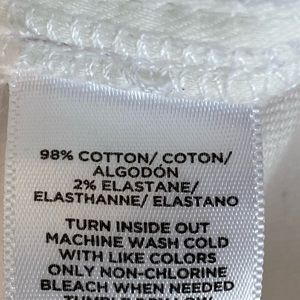 98% COTTON/ COTON/
ALGODÓN
2% ELASTANE/
ELASTHANNE/ ELASTANO
TURN INSIDE OUT
MACHINE WASH COLD
WITH LIKE COLORS
ONLY NON-CHLORINE
BLEACH WHEN NEEDED